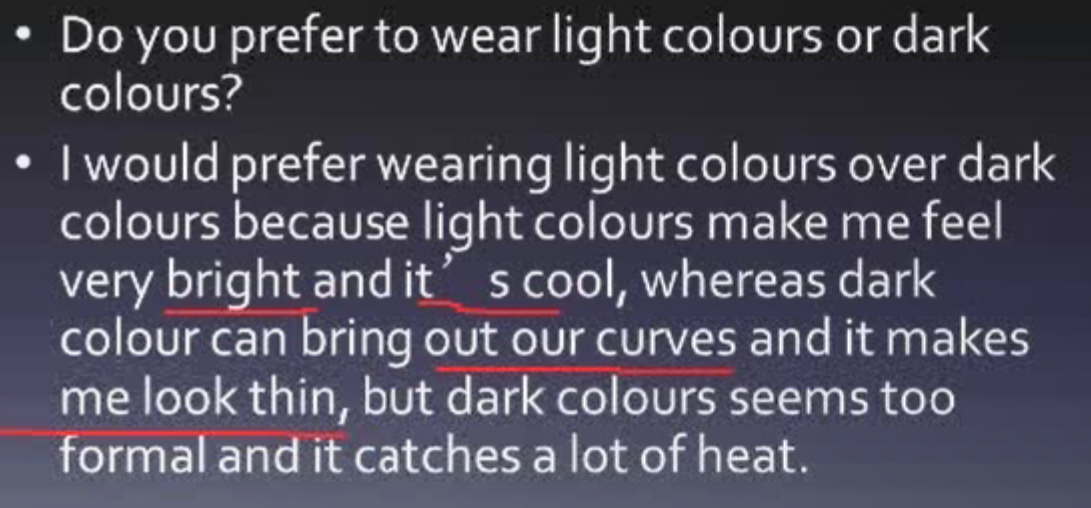 • Do you prefer to wear light colours or dark
colours?
• I would prefer wearing light colours over dark
colours because light colours make me feel
very bright and it’ s cool, whereas dark
colour can bring out our curves and it makes
me look thin, but dark colours seems too
formal and it catches a lot of heat.